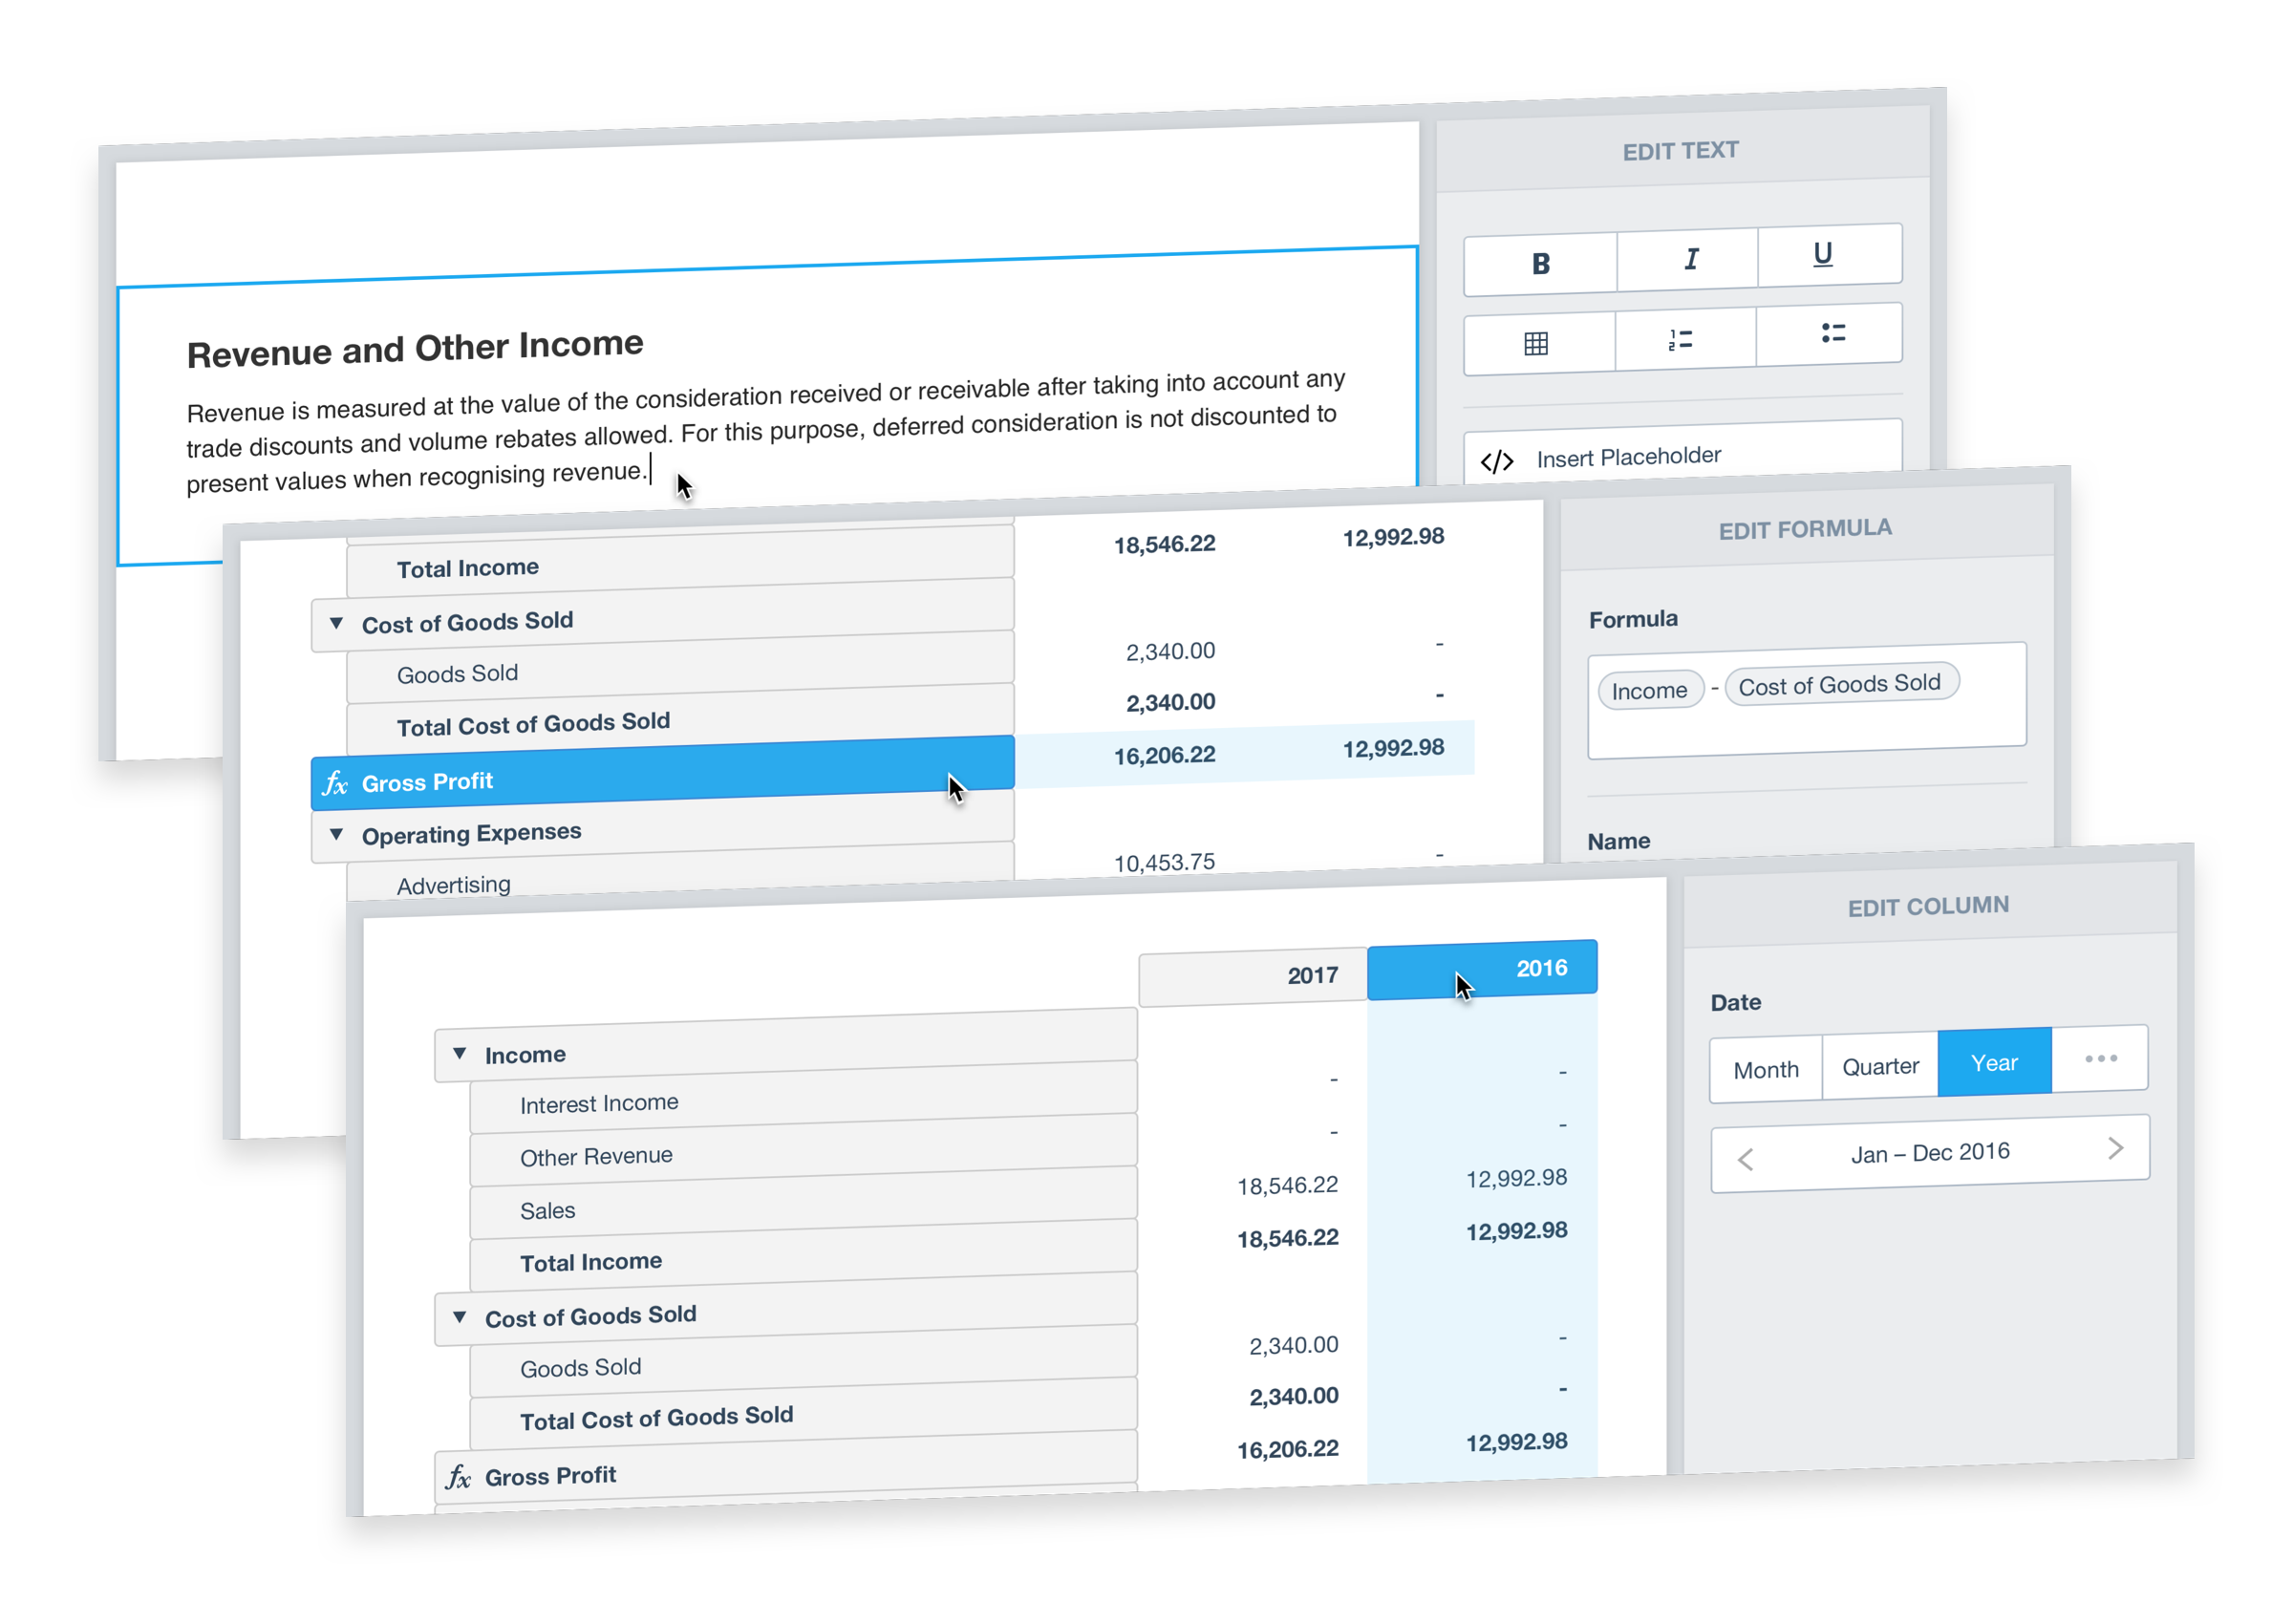 EDIT TEXT
B I U
Revenue and Other Income
Revenue is measured at the value of the consideration received or receivable after taking into account any
trade discounts and volume rebates allowed. For this purpose, deferred consideration is not discounted to
present values when recognising revenue.
</> Insert Placeholder
EDIT FORMULA
Total Income 18,546.22 12,992.98
Cost of Goods Sold
Goods Sold 2,340.00 -
Total Cost of Goods Sold 2,340.00 -
fx Gross Profit 16,206.22 12,992.98
Operating Expenses
Advertising 10,453.75 -
Formula
Income - Cost of Goods Sold
Name
EDIT COLUMN
2017 2016
Income
Interest Income - -
Other Revenue - -
Sales 18,546.22 12,992.98
Total Income 18,546.22 12,992.98
Cost of Goods Sold
Goods Sold 2,340.00 -
Total Cost of Goods Sold 2,340.00 -
fx Gross Profit 16,206.22 12,992.98
Date
Month Quarter Year •••
< Jan – Dec 2016 >